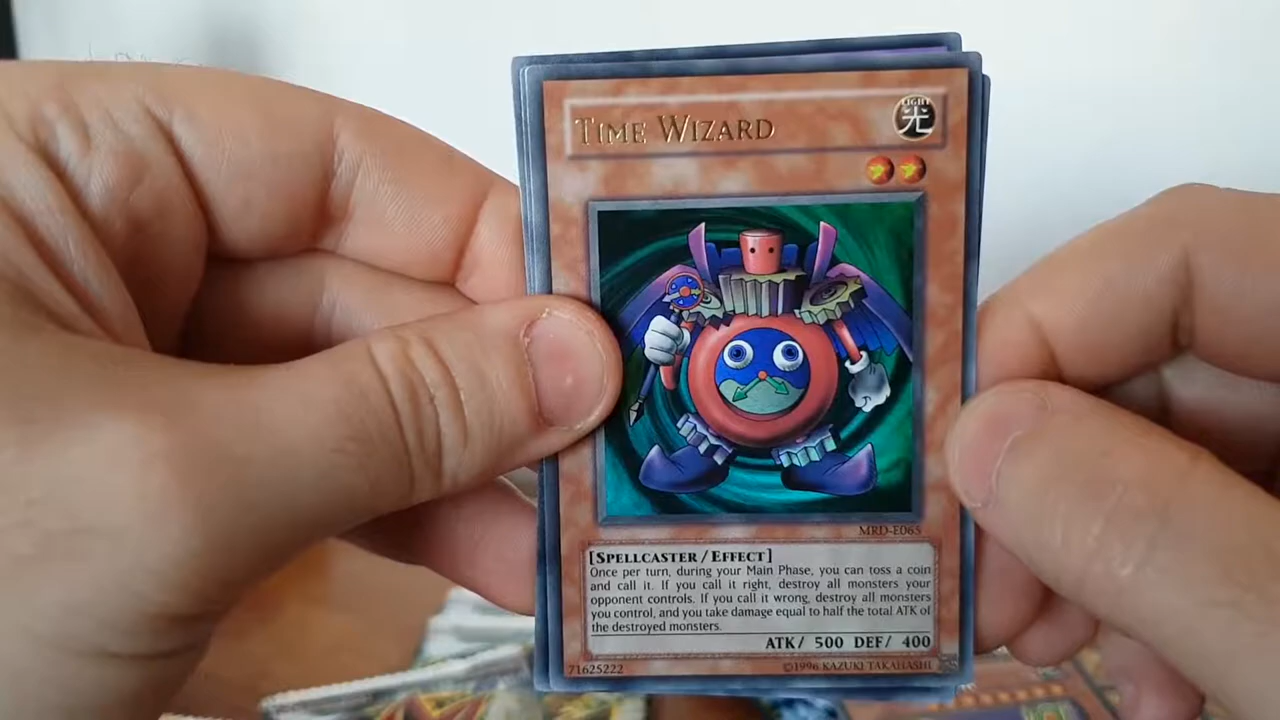 TIME WIZARD
LIGHT
光
MRD-E065
[SPELLCASTER/EFFECT]
Once per turn, during your Main Phase, you can toss a coin
and call it. If you call it right, destroy all monsters your
opponent controls. If you call it wrong, destroy all monsters
you control, and you take damage equal to half the total ATK of
the destroyed monsters.
ATK/ 500 DEF/ 400
71625222 ©1996 KAZUKI TAKAHASHI